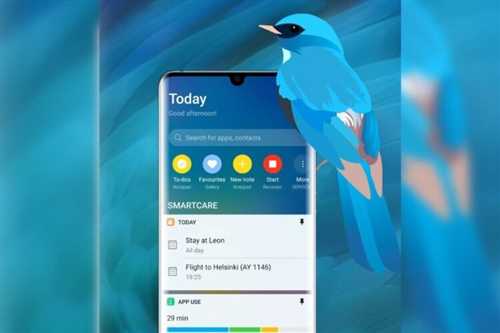 Today
Good afternoon!
Search for apps, contacts
To-dos
Favourites
New note
Start
More
Notepad
Gallery
Notepad
Recorder
SMARTCARE
TODAY
Stay at Leon
All day
Flight to Helsinki (AY 1146)
19:25
APP USE
29 min